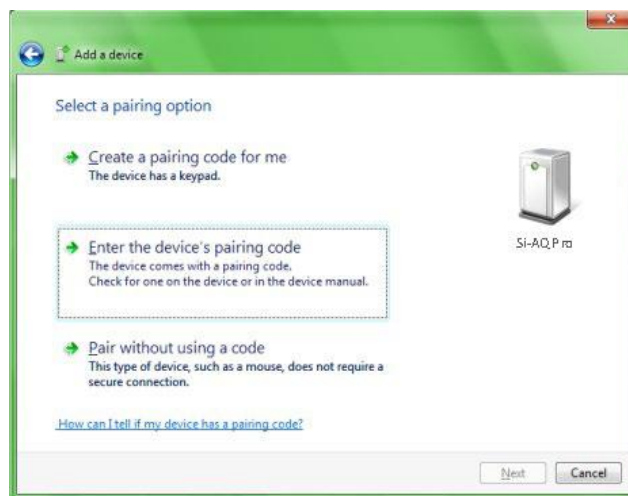 Add a device
Select a pairing option
Create a pairing code for me
The device has a keypad.
Enter the device's pairing code
The device comes with a pairing code.
Check for one on the device or in the device manual.
Si-AQ Pro
Pair without using a code
This type of device, such as a mouse, does not require a
secure connection.
How can I tell if my device has a pairing code?
Next
Cancel